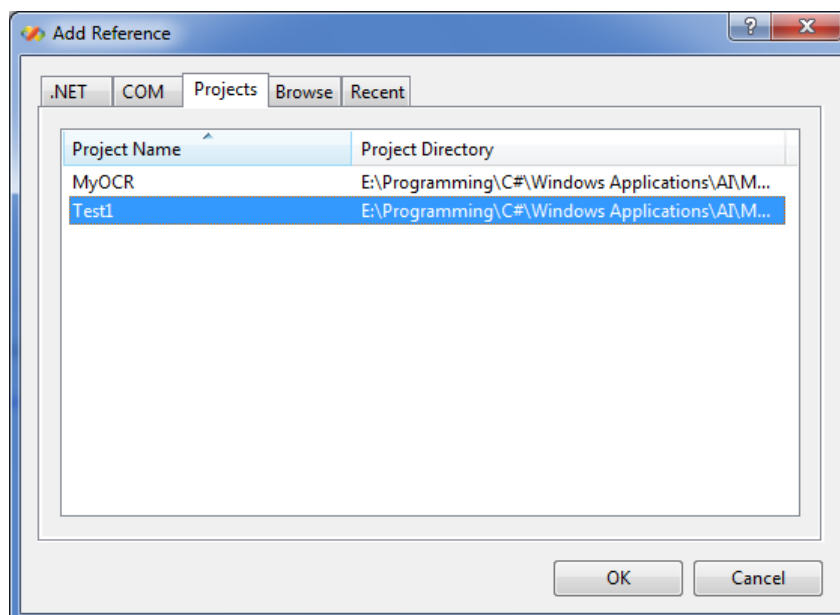 Add Reference
.NET COM Projects Browse Recent
Project Name Project Directory
MyOCR E:\Programming\C#\Windows Applications\AI\M...
Test1 E:\Programming\C#\Windows Applications\AI\M...
OK Cancel